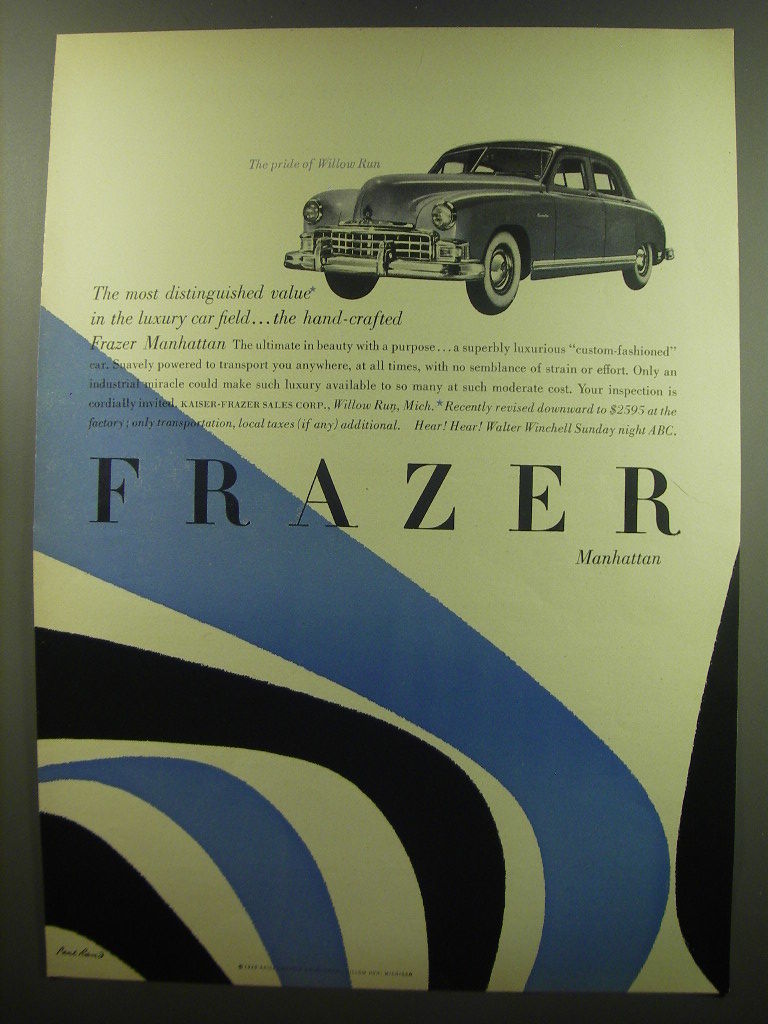 The pride of Willow Run
The most distinguished value*
in the luxury car field...the hand-crafted
Frazer Manhattan The ultimate in beauty with a purpose...a superbly luxurious "custom-fashioned"
car. Suavely powered to transport you anywhere, at all times, with no semblance of strain or effort. Only an
industrial miracle could make such luxury available to so many at such moderate cost. Your inspection is
cordially invited. KAISER-FRAZER SALES CORP., Willow Run, Mich. *Recently revised downward to $2595 at the
factory; only transportation, local taxes (if any) additional. Hear! Hear! Walter Winchell Sunday night ABC.
FRAZER
Manhattan
Paul Rand
WILLOW RUN, MICHIGAN